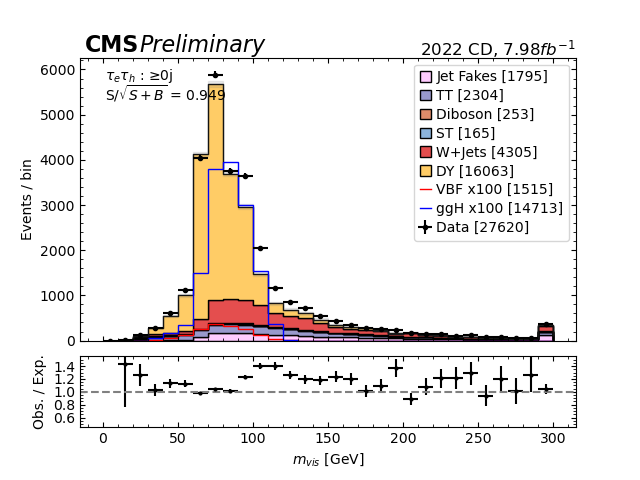 CMS Preliminary
2022 CD, 7.98fb⁻¹
τₑτₕ : ≥0j
S/√S + B = 0.949
Jet Fakes [1795]
TT [2304]
Diboson [253]
ST [165]
W+Jets [4305]
DY [16063]
VBF x100 [1515]
ggH x100 [14713]
Data [27620]
Events / bin
6000
5000
4000
3000
2000
1000
0
Obs. / Exp.
1.4
1.2
1.0
0.8
0.6
0
50
100
150
200
250
300
m_vis [GeV]